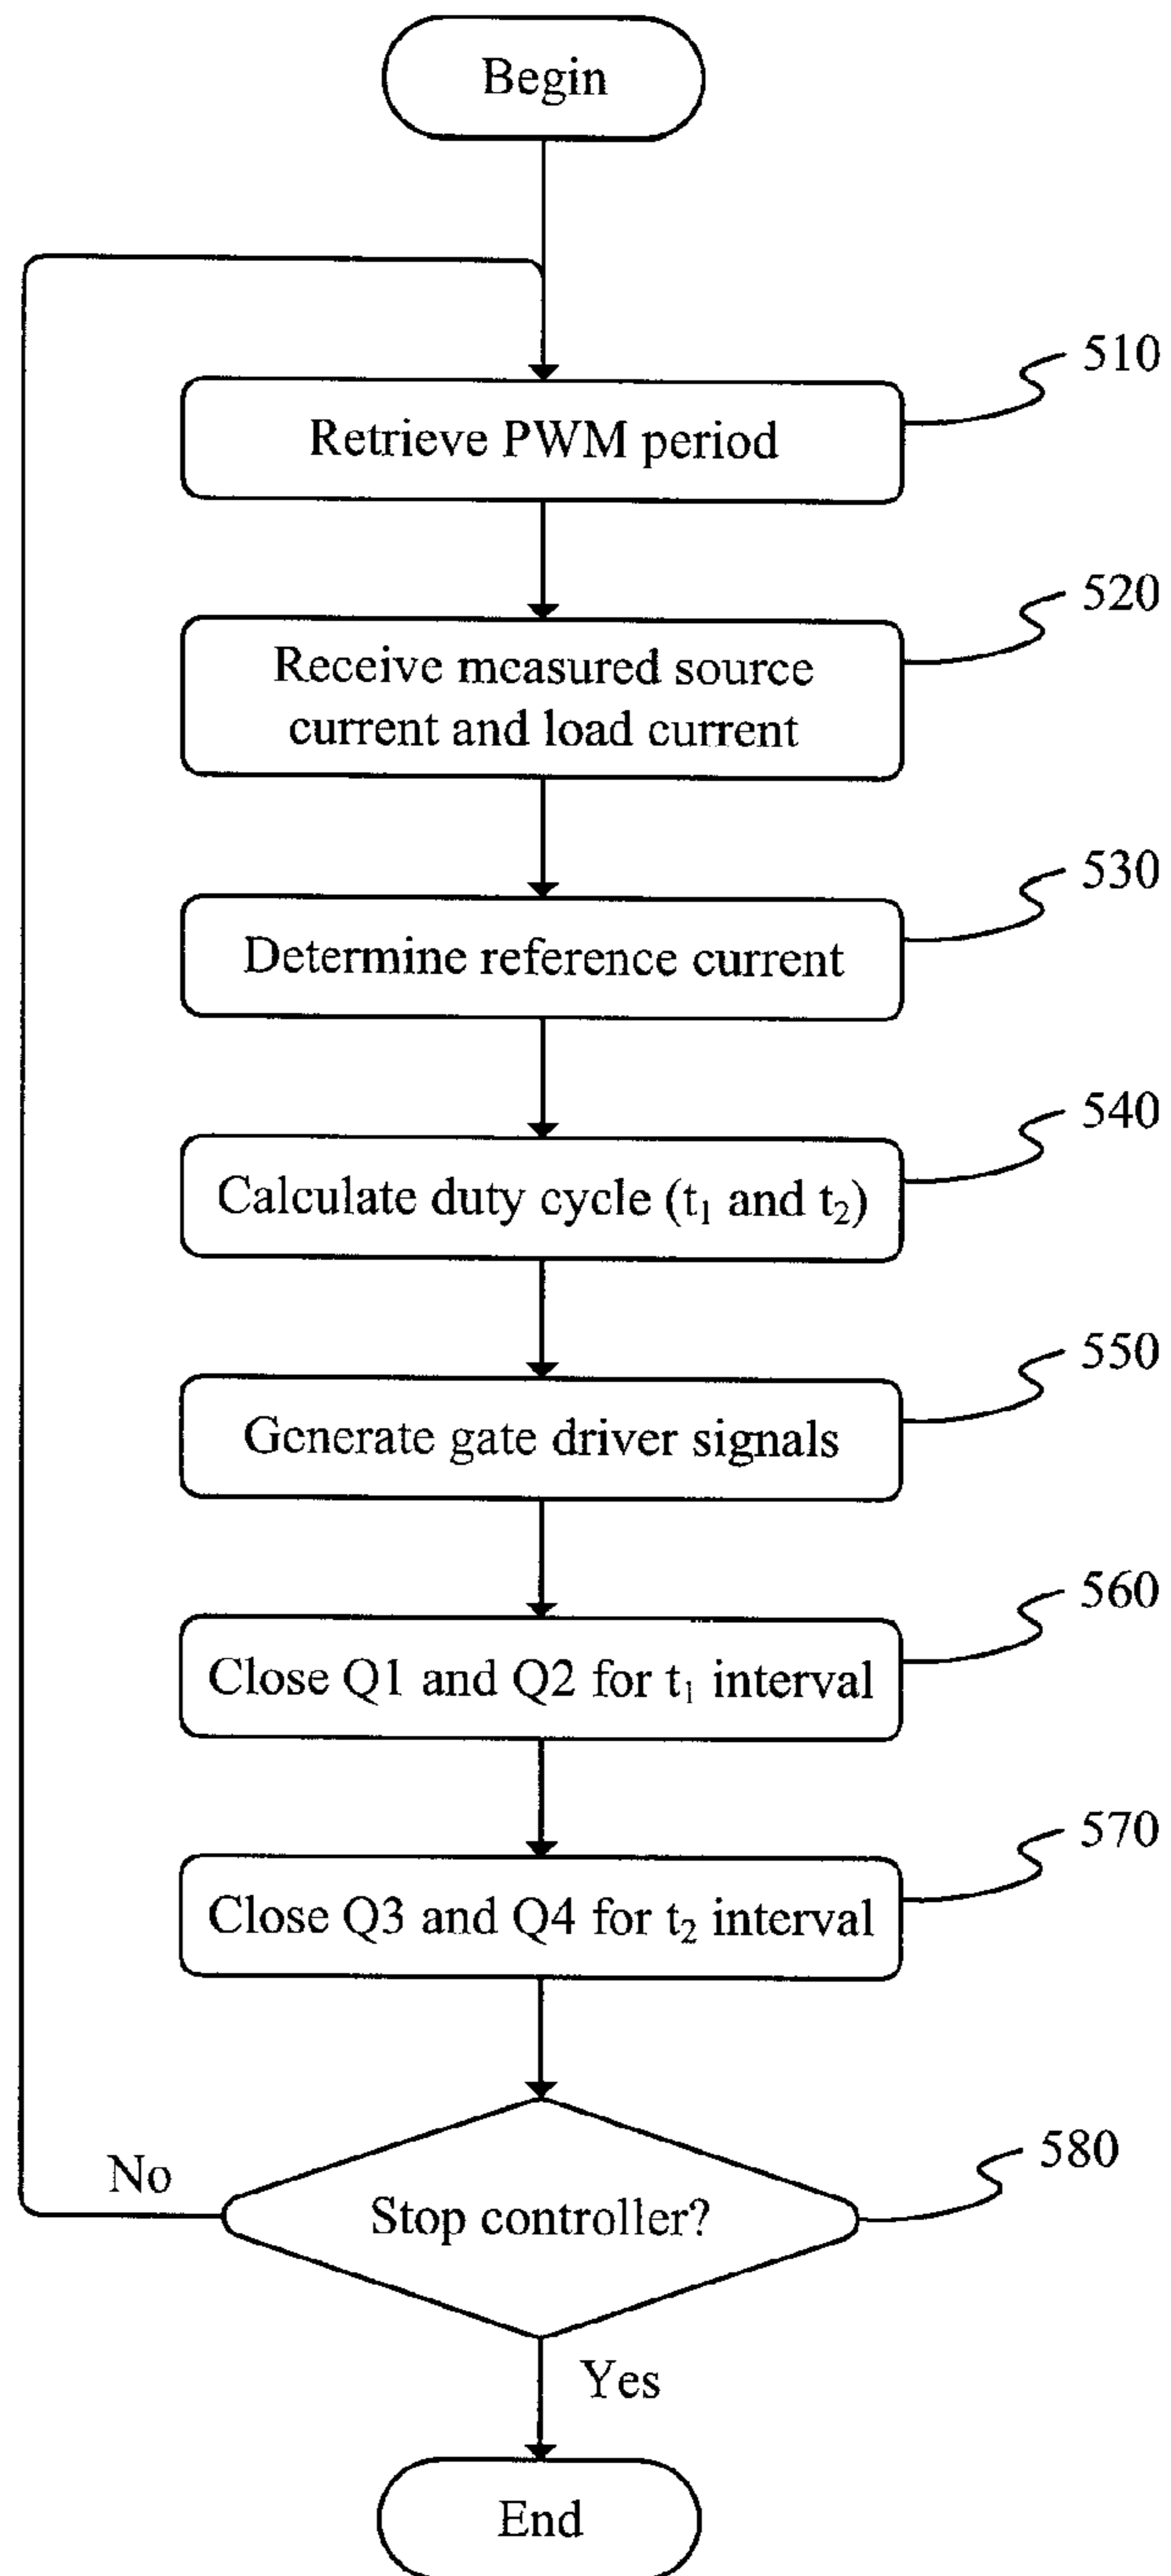 Begin
510
Retrieve PWM period
520
Receive measured source
current and load current
530
Determine reference current
540
Calculate duty cycle (t₁ and t₂)
550
Generate gate driver signals
560
Close Q1 and Q2 for t₁ interval
570
Close Q3 and Q4 for t₂ interval
580
No
Stop controller?
Yes
End